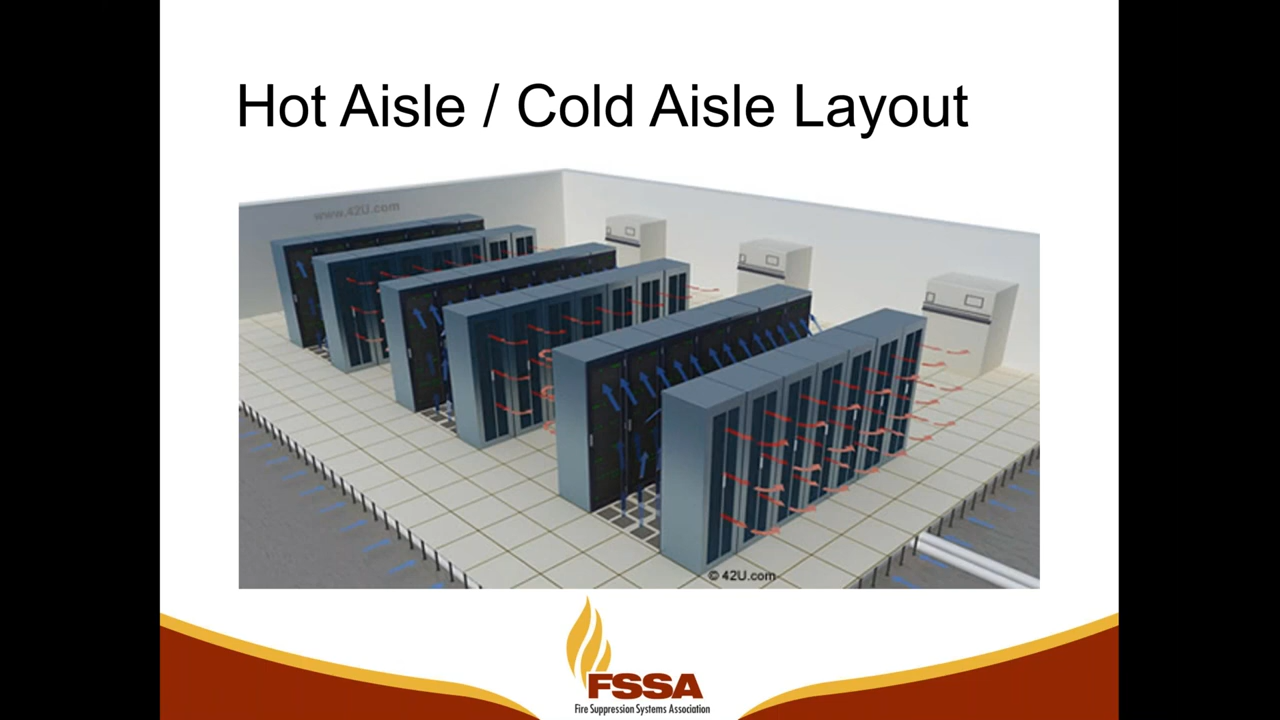 Hot Aisle / Cold Aisle Layout
www.42U.com
© 42U.com
FSSA
Fire Suppression Systems Association